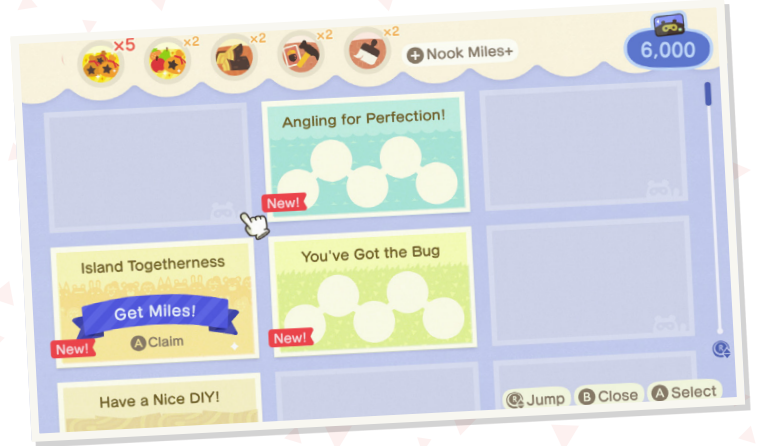 ×5 ×2 ×2 ×2 ×2
+ Nook Miles+
6,000
Angling for Perfection!
New!
Island Togetherness
You've Got the Bug
Get Miles!
A Claim
New!
New!
Have a Nice DIY!
R Jump B Close A Select